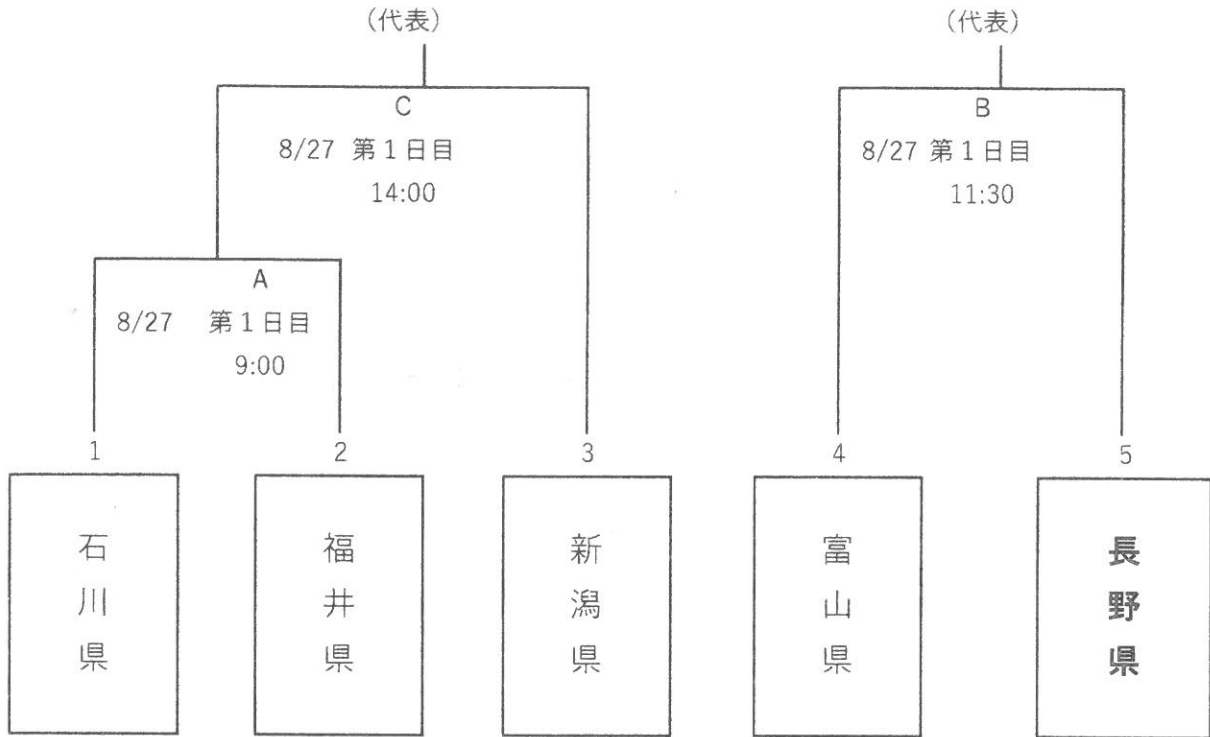 (代表)
(代表)
C
8/27 第1日目
14:00
B
8/27 第1日目
11:30
A
8/27 第1日目
9:00
1
2
3
4
5
石川県
福井県
新潟県
富山県
長野県